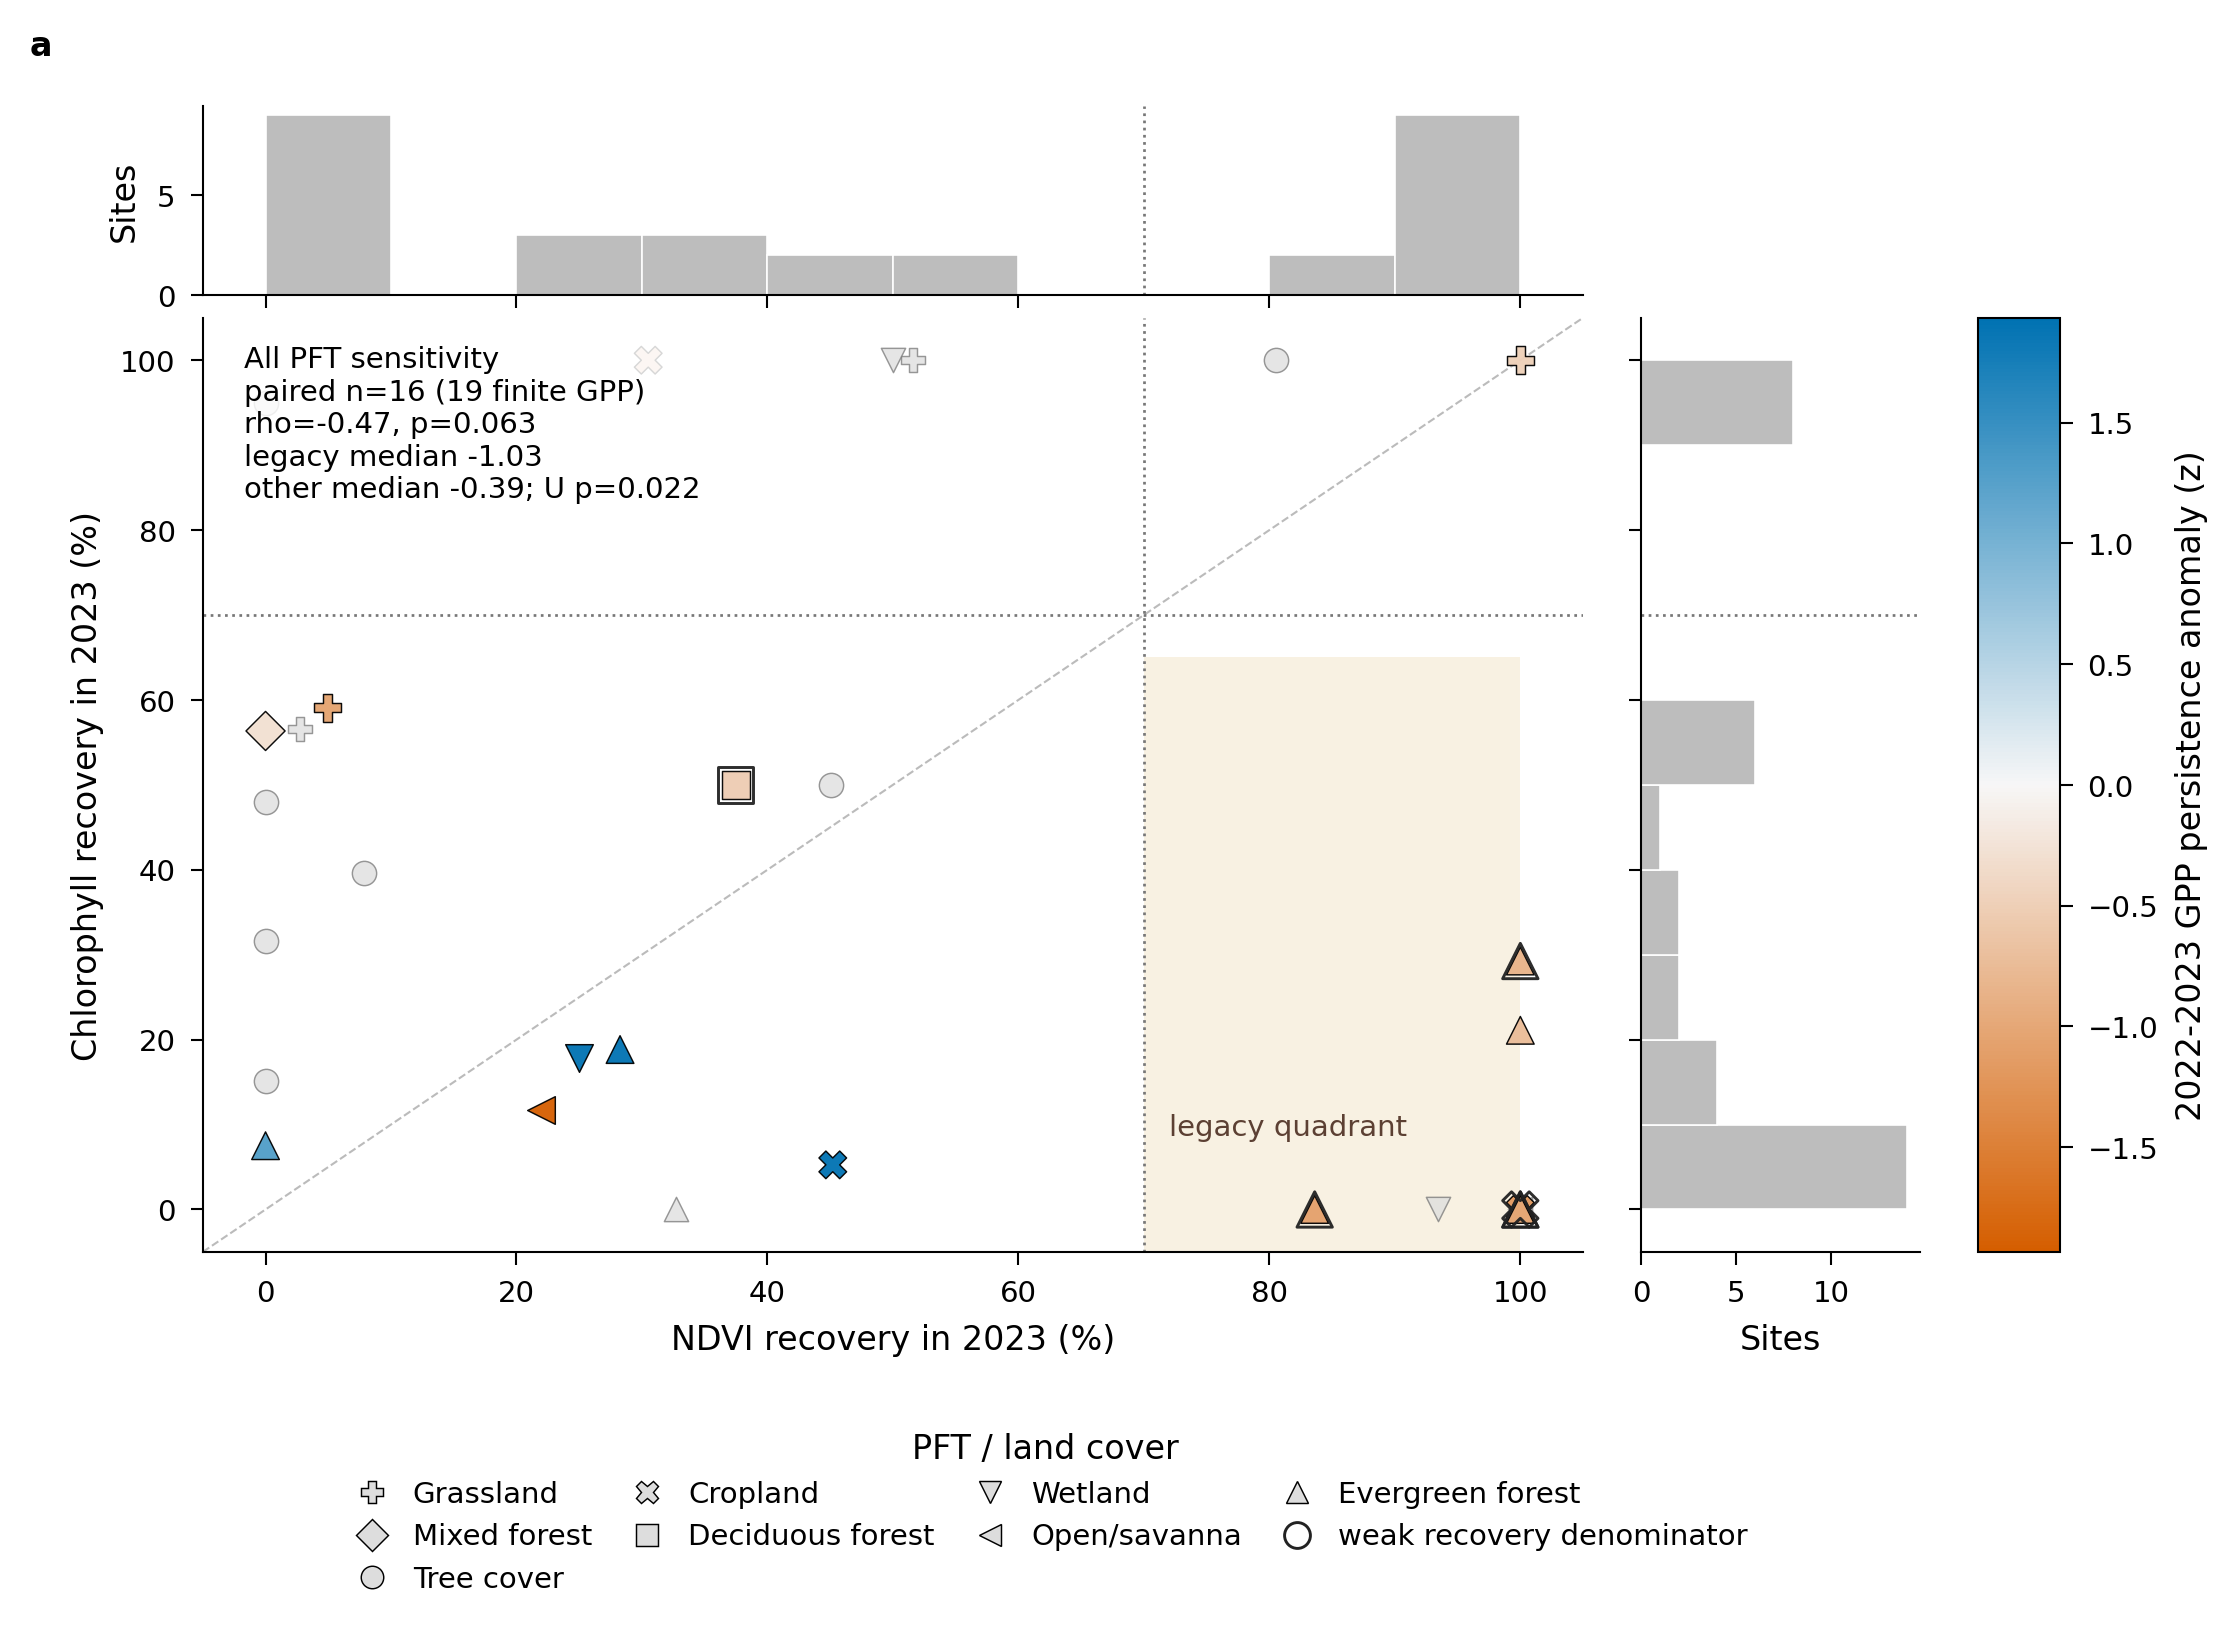 a
Sites
5
0
100
80
60
40
20
0
Chlorophyll recovery in 2023 (%)
All PFT sensitivity
paired n=16 (19 finite GPP)
rho=-0.47, p=0.063
legacy median -1.03
other median -0.39; U p=0.022
legacy quadrant
0
20
40
60
80
100
NDVI recovery in 2023 (%)
0
5
10
Sites
1.5
1.0
0.5
0.0
−0.5
−1.0
−1.5
2022-2023 GPP persistence anomaly (z)
PFT / land cover
Grassland
Cropland
Wetland
Evergreen forest
Mixed forest
Deciduous forest
Open/savanna
weak recovery denominator
Tree cover